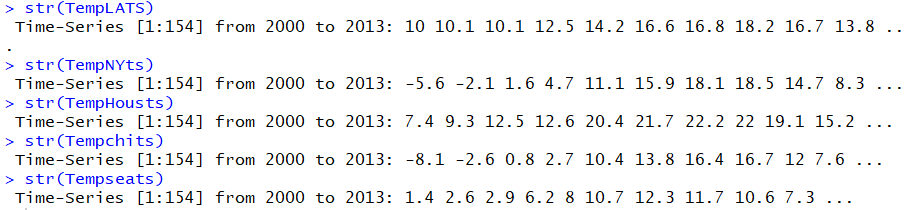 > str(TempLATS)
 Time-Series [1:154] from 2000 to 2013: 10 10.1 10.1 12.5 14.2 16.6 16.8 18.2 16.7 13.8 ..
.
> str(TempNYts)
 Time-Series [1:154] from 2000 to 2013: -5.6 -2.1 1.6 4.7 11.1 15.9 18.1 18.5 14.7 8.3 ...
> str(TempHousts)
 Time-Series [1:154] from 2000 to 2013: 7.4 9.3 12.5 12.6 20.4 21.7 22.2 22 19.1 15.2 ...
> str(Tempchits)
 Time-Series [1:154] from 2000 to 2013: -8.1 -2.6 0.8 2.7 10.4 13.8 16.4 16.7 12 7.6 ...
> str(Tempseats)
 Time-Series [1:154] from 2000 to 2013: 1.4 2.6 2.9 6.2 8 10.7 12.3 11.7 10.6 7.3 ...